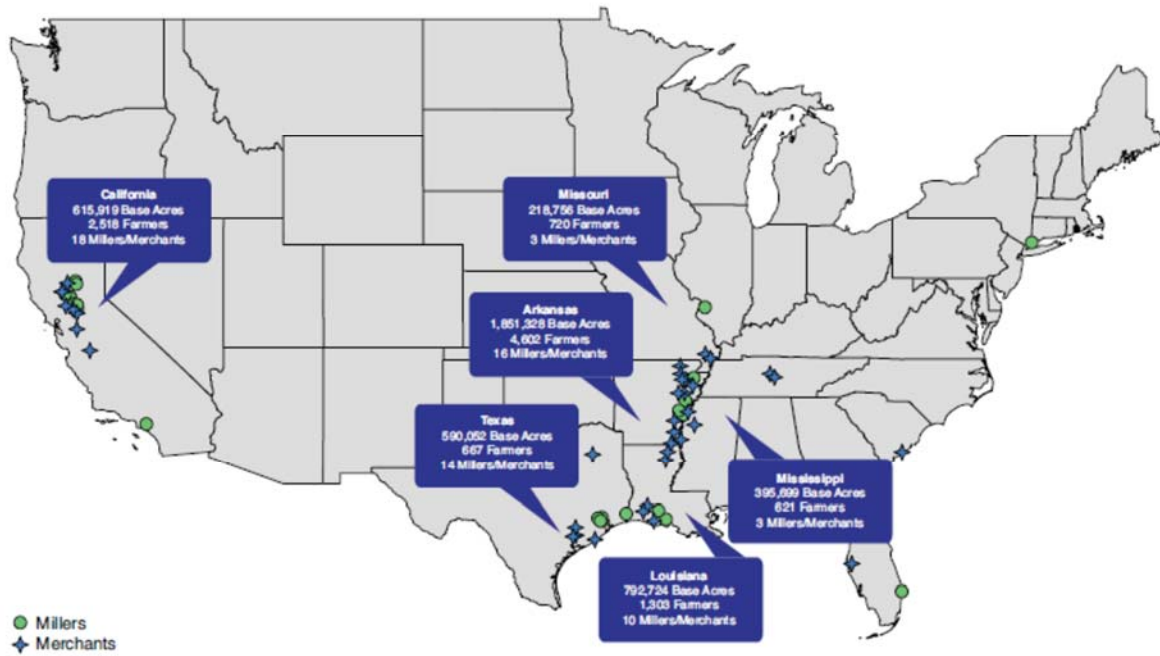 California
615,919 Base Acres
2,518 Farmers
18 Millers/Merchants
Missouri
218,756 Base Acres
720 Farmers
3 Millers/Merchants
Arkansas
1,851,328 Base Acres
4,602 Farmers
16 Millers/Merchants
Texas
590,052 Base Acres
667 Farmers
14 Millers/Merchants
Mississippi
395,699 Base Acres
621 Farmers
3 Millers/Merchants
Louisiana
792,724 Base Acres
1,303 Farmers
10 Millers/Merchants
Millers
Merchants